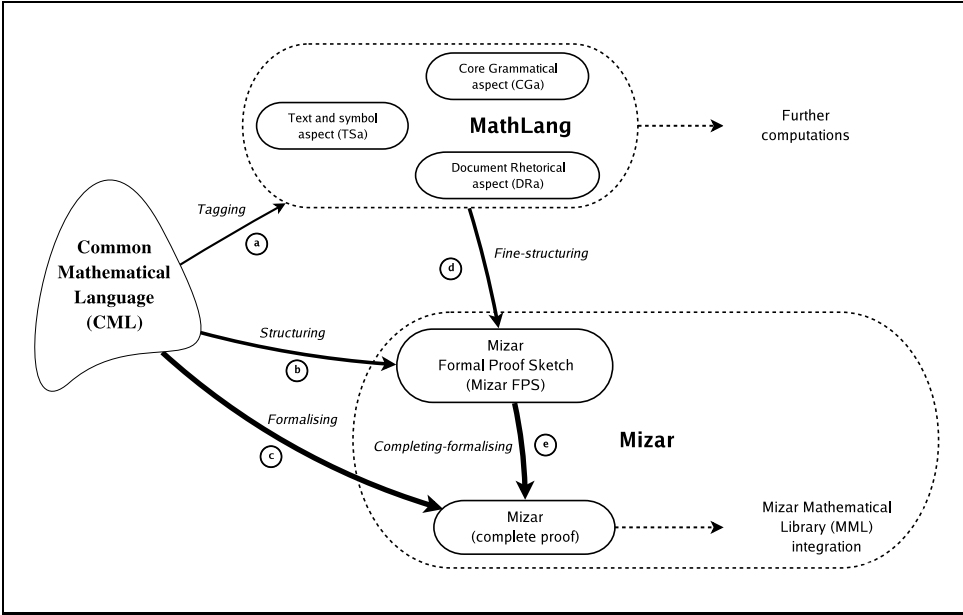 Core Grammatical
aspect (CGa)
Text and symbol
aspect (TSa)
MathLang
Document Rhetorical
aspect (DRa)
Further
computations
Tagging
a
Common
Mathematical
Language
(CML)
d
Fine-structuring
Structuring
b
Mizar
Formal Proof Sketch
(Mizar FPS)
Formalising
c
Completing-formalising
e
Mizar
Mizar
(complete proof)
Mizar Mathematical
Library (MML)
integration